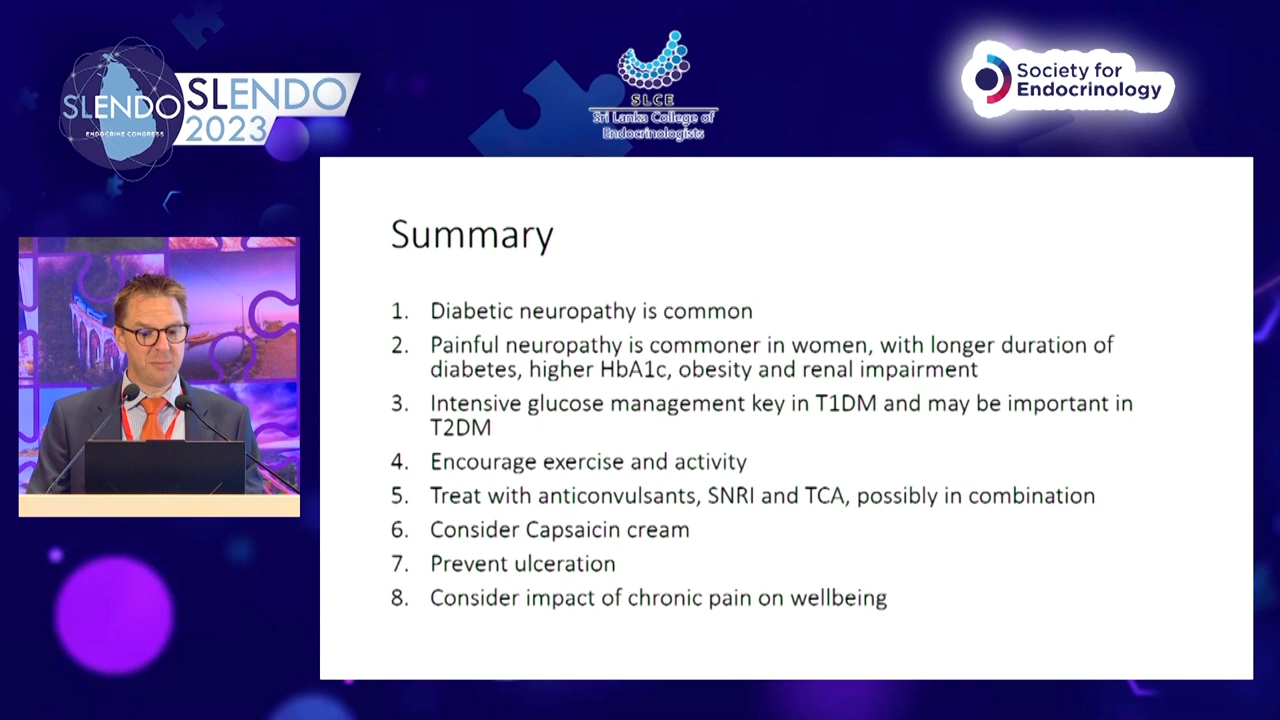 SLENDO
ENDOCRINE CONGRESS
SLENDO
2023
SLCE
Sri Lanka College of
Endocrinologists
Society for
Endocrinology
Summary
1. Diabetic neuropathy is common
2. Painful neuropathy is commoner in women, with longer duration of
diabetes, higher HbA1c, obesity and renal impairment
3. Intensive glucose management key in T1DM and may be important in
T2DM
4. Encourage exercise and activity
5. Treat with anticonvulsants, SNRI and TCA, possibly in combination
6. Consider Capsaicin cream
7. Prevent ulceration
8. Consider impact of chronic pain on wellbeing